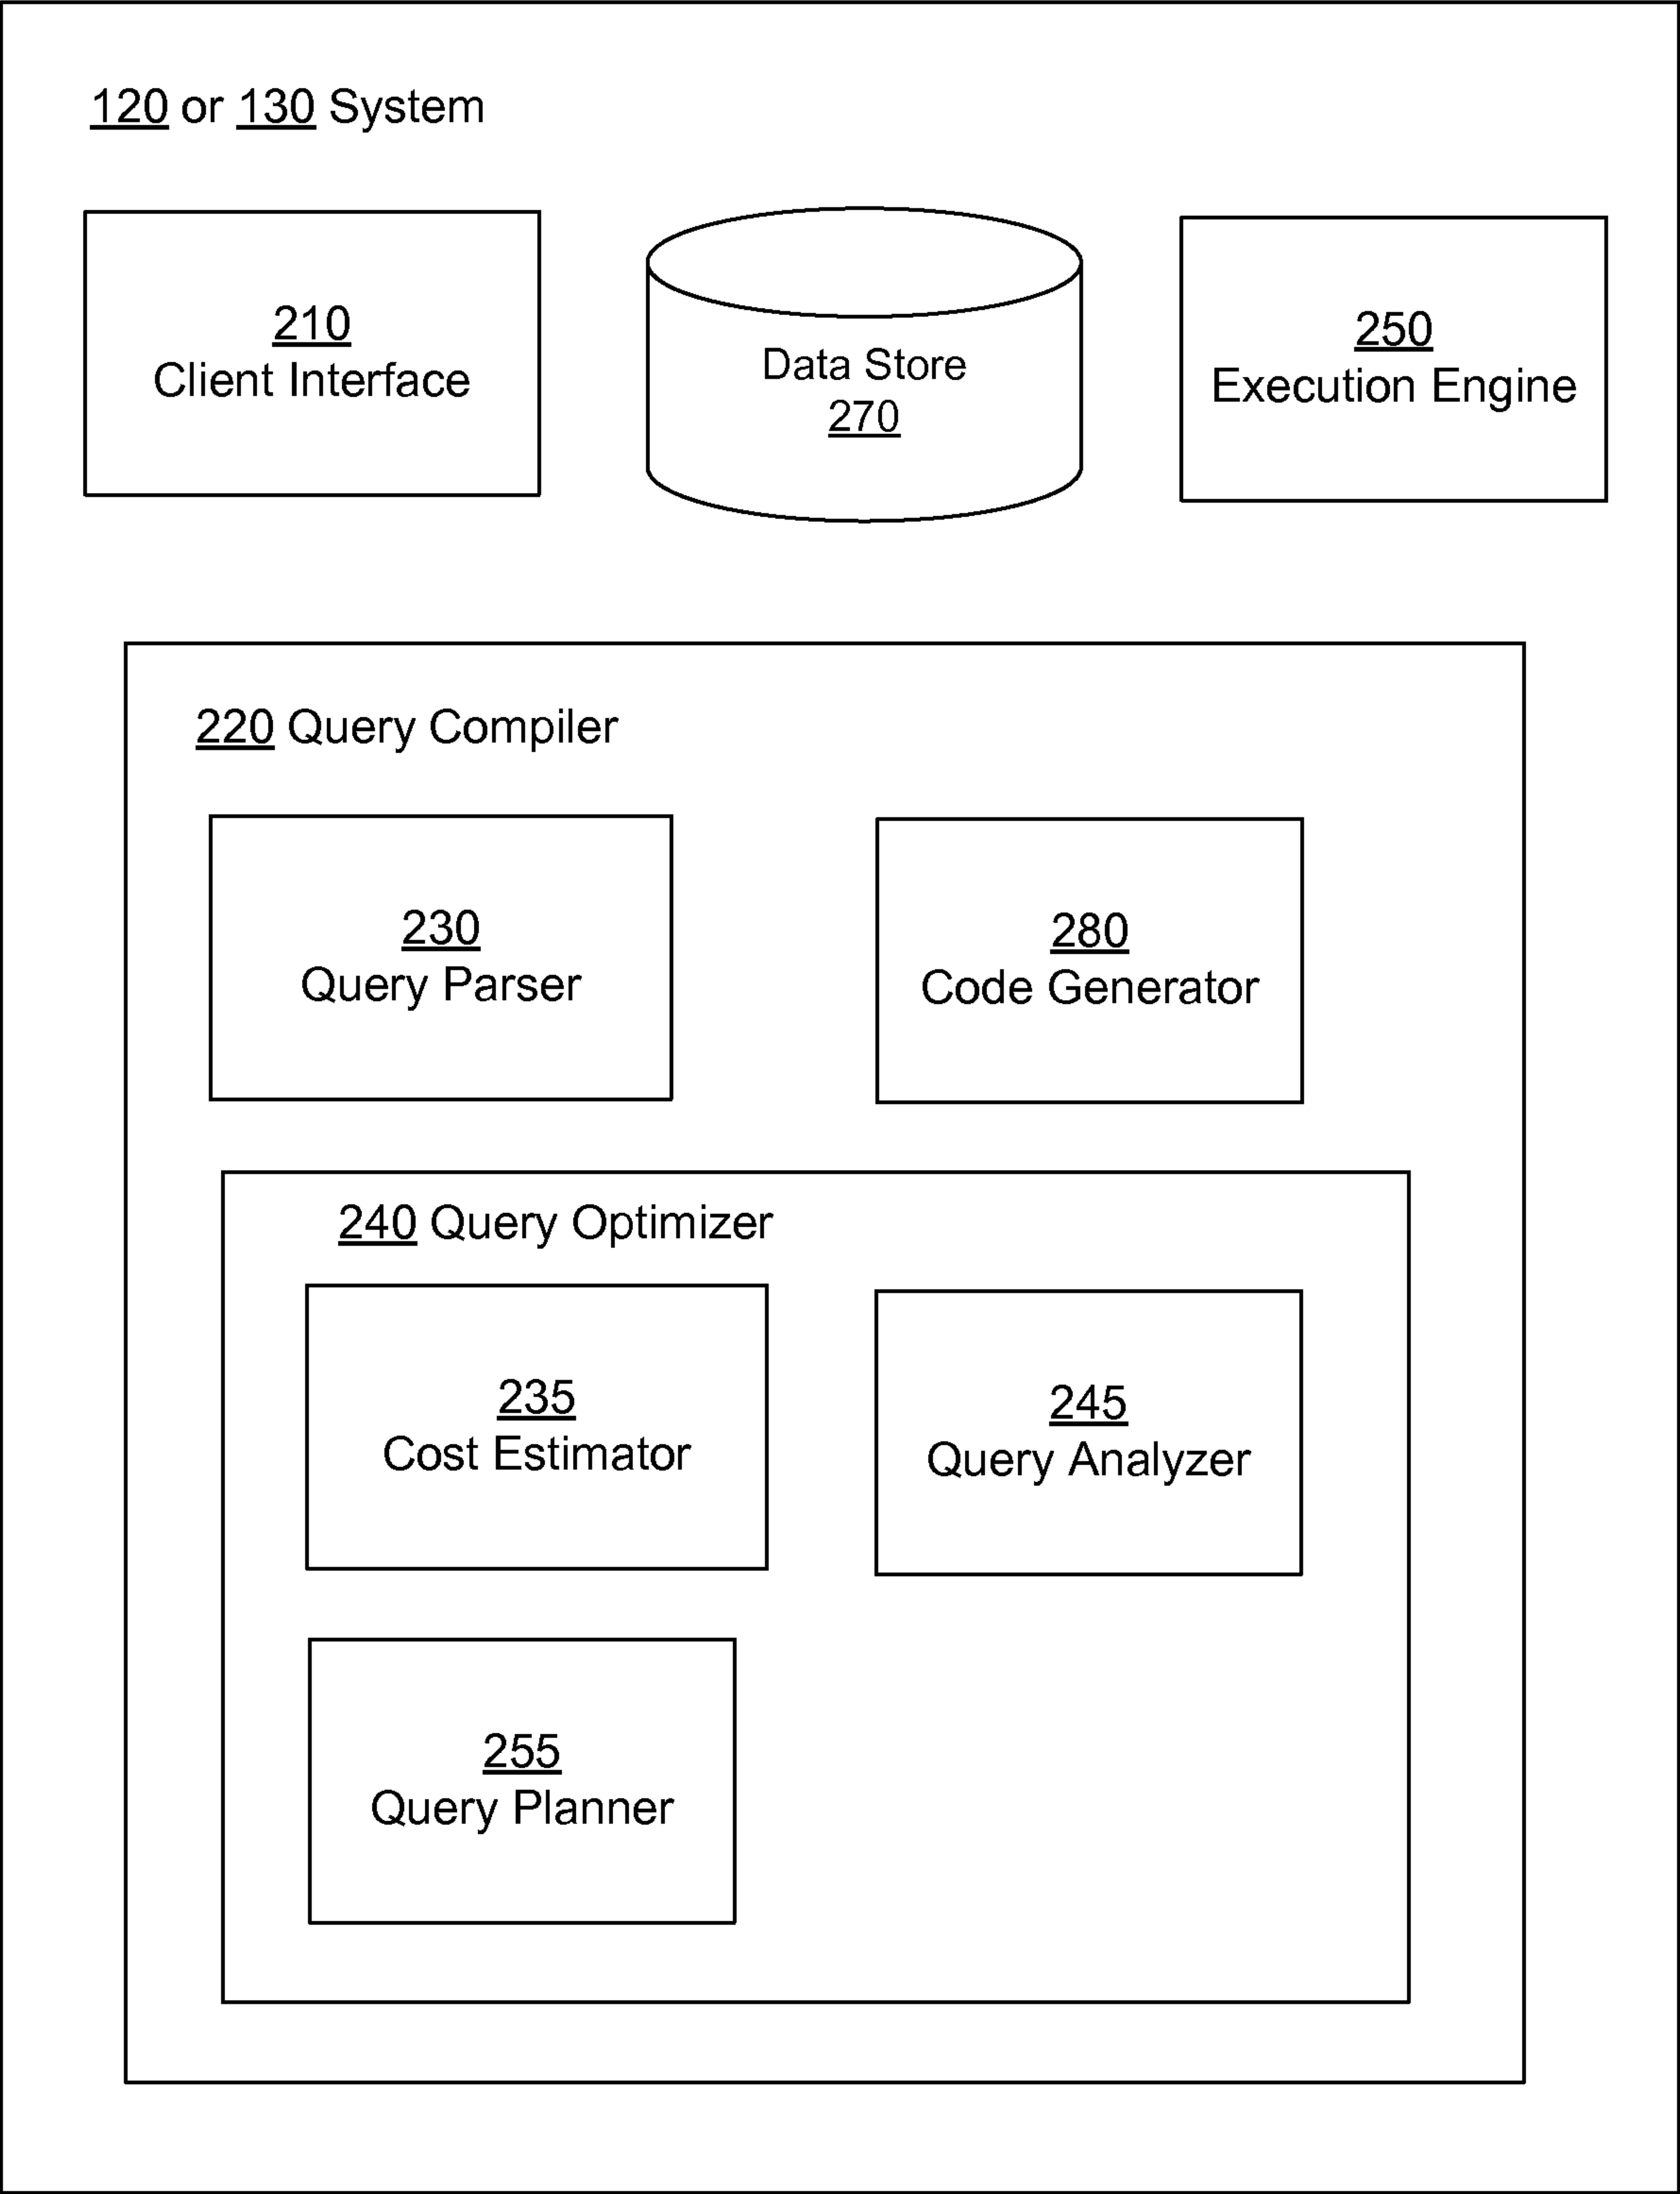 120 or 130 System
210
Client Interface
Data Store
270
250
Execution Engine
220 Query Compiler
230
Query Parser
280
Code Generator
240 Query Optimizer
235
Cost Estimator
245
Query Analyzer
255
Query Planner